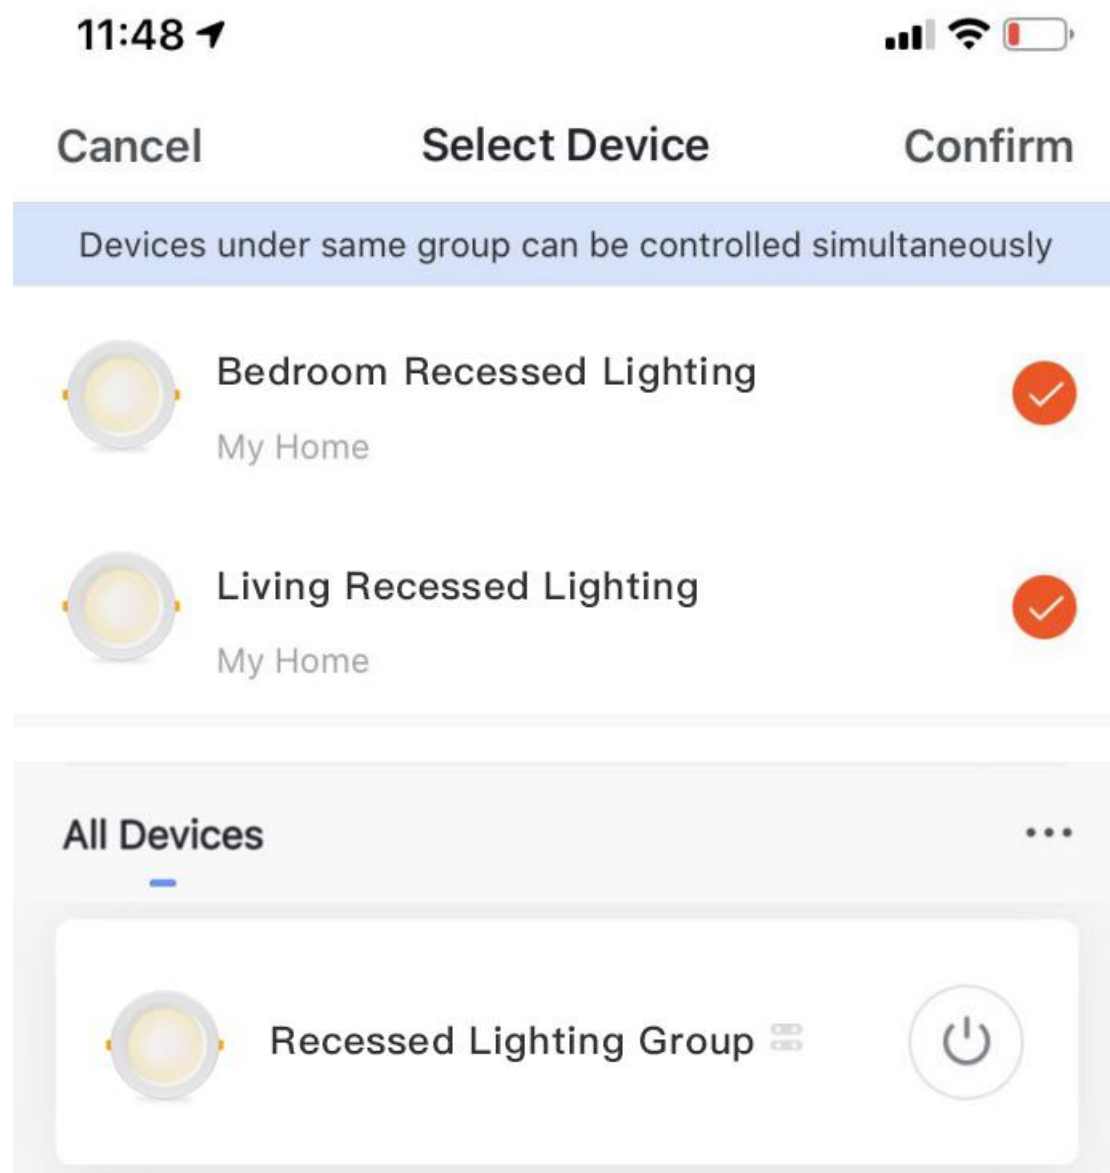 11:48
Cancel Select Device Confirm
Devices under same group can be controlled simultaneously
Bedroom Recessed Lighting
My Home
Living Recessed Lighting
My Home
All Devices
Recessed Lighting Group